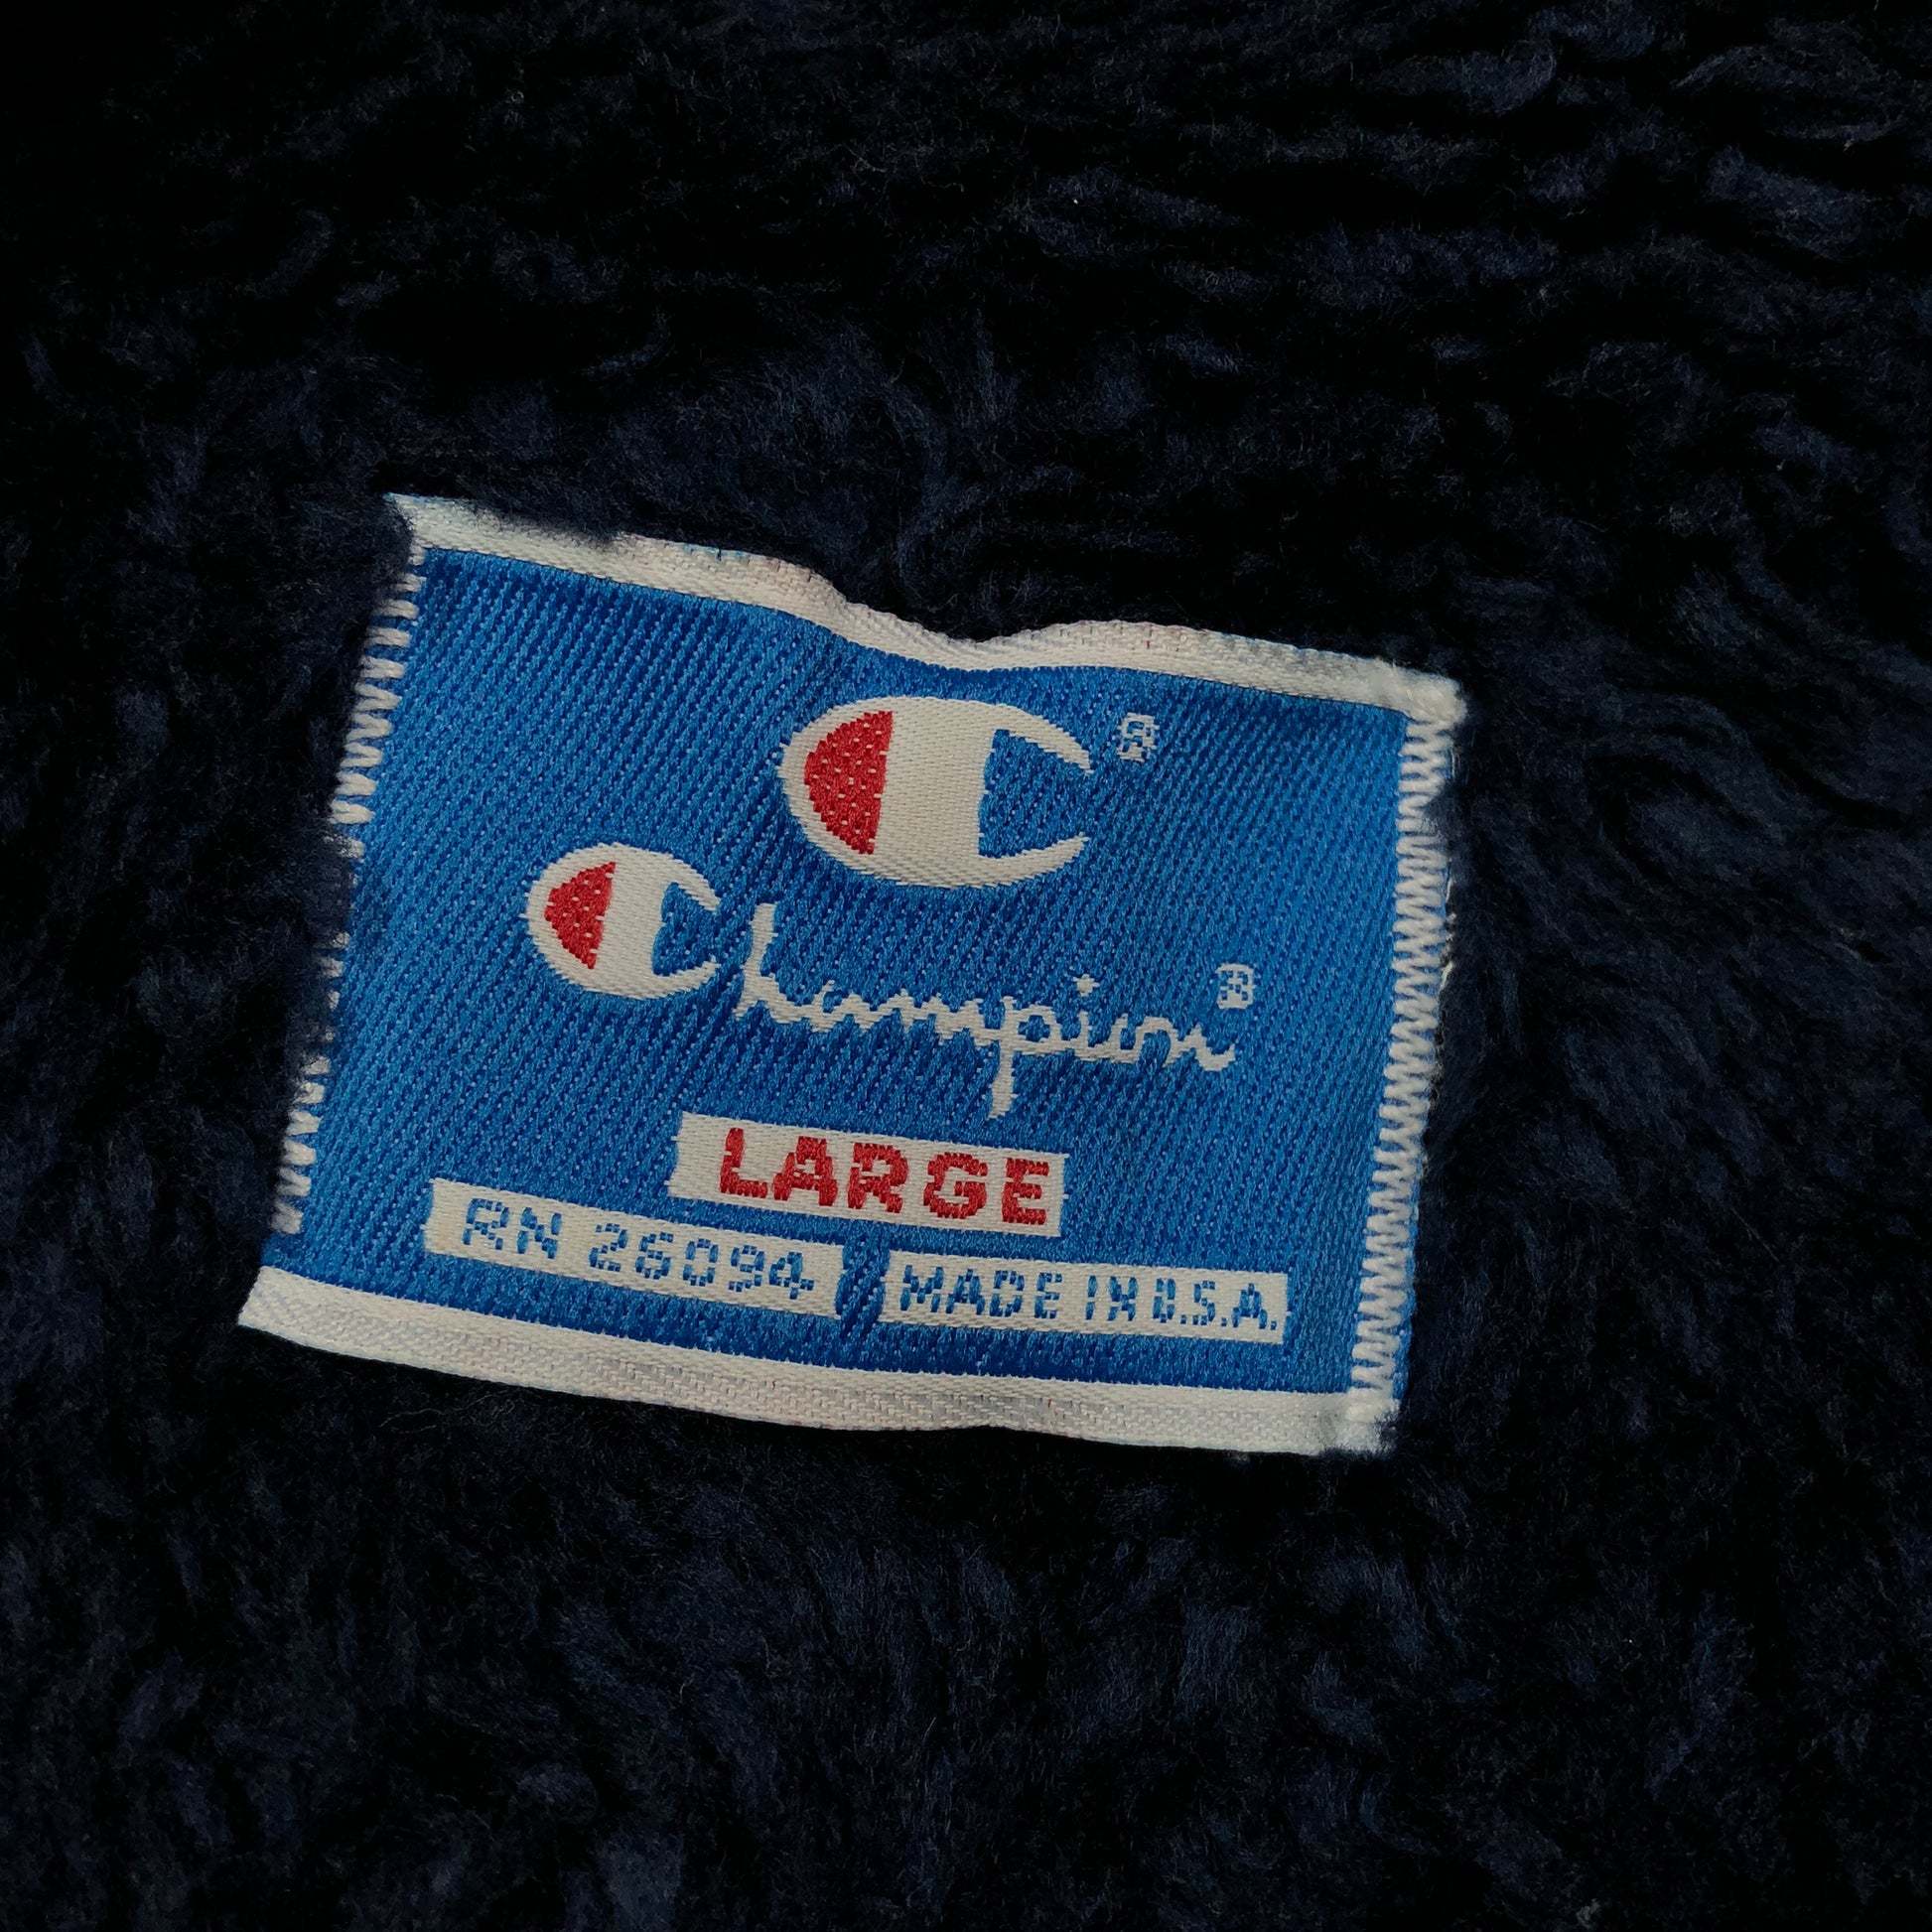 C®
Champion®
LARGE
RN 26094 MADE IN U.S.A.